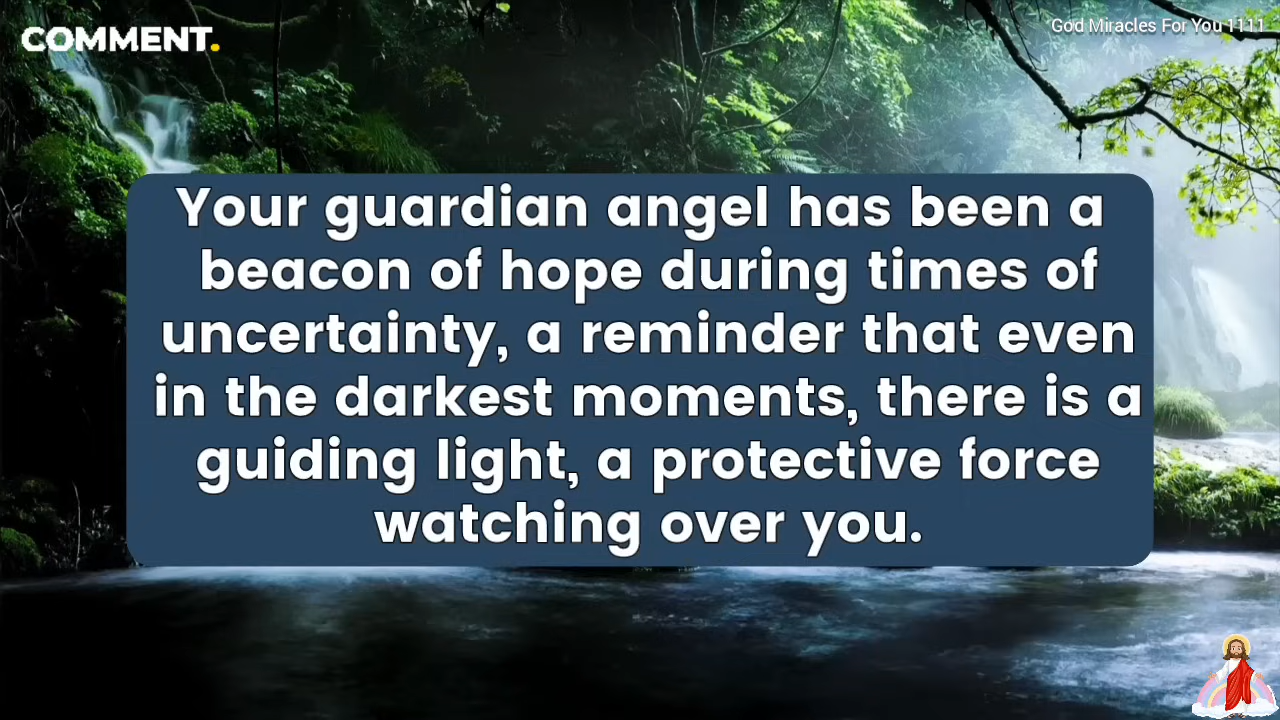 COMMENT.
God Miracles For You 1111
Your guardian angel has been a
beacon of hope during times of
uncertainty, a reminder that even
in the darkest moments, there is a
guiding light, a protective force
watching over you.